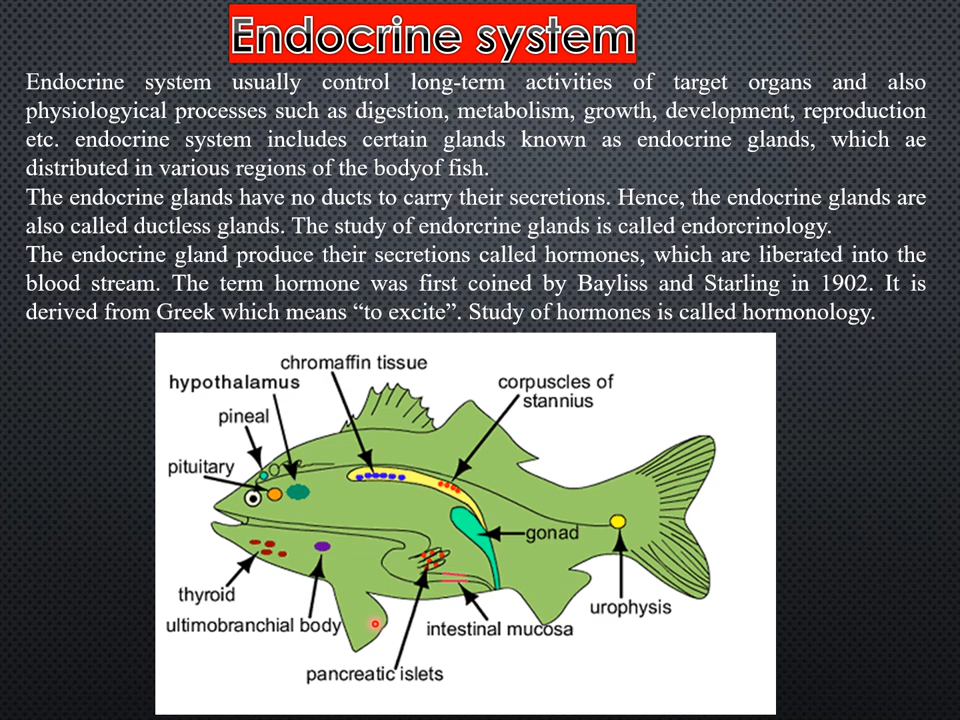 Endocrine system
Endocrine system usually control long-term activities of target organs and also
physiologyical processes such as digestion, metabolism, growth, development, reproduction
etc. endocrine system includes certain glands known as endocrine glands, which ae
distributed in various regions of the bodyof fish.
The endocrine glands have no ducts to carry their secretions. Hence, the endocrine glands are
also called ductless glands. The study of endorcrine glands is called endorcrinology.
The endocrine gland produce their secretions called hormones, which are liberated into the
blood stream. The term hormone was first coined by Bayliss and Starling in 1902. It is
derived from Greek which means “to excite”. Study of hormones is called hormonology.
chromaffin tissue
hypothalamus
corpuscles of
stannius
pineal
pituitary
gonad
thyroid
urophysis
ultimobranchial body
intestinal mucosa
pancreatic islets